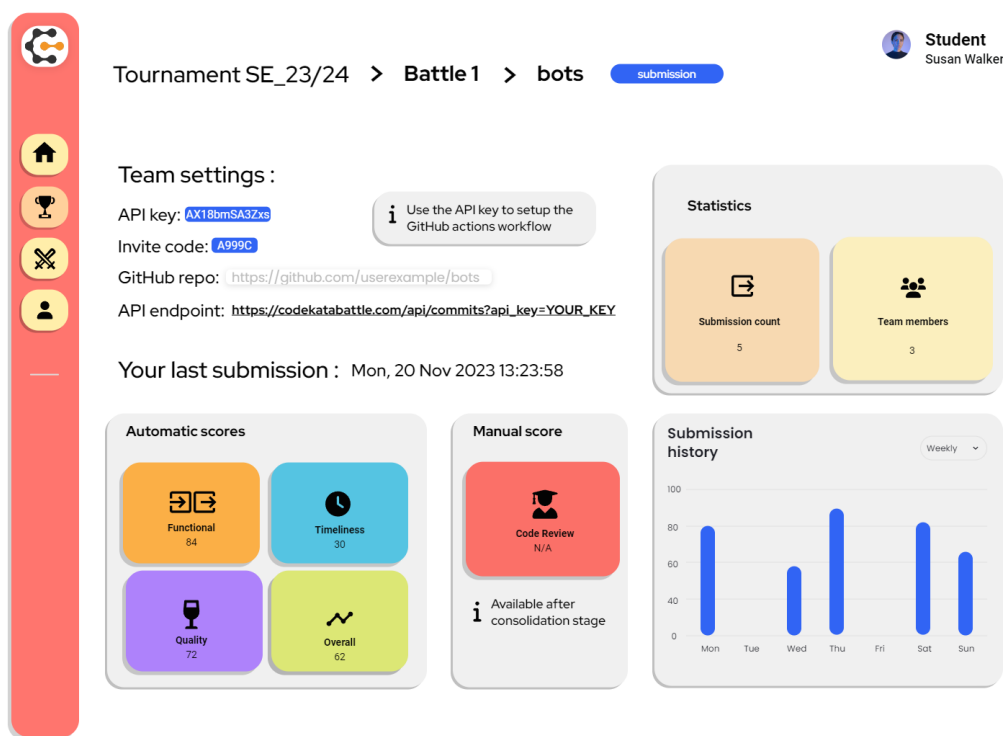 Student
Susan Walker
Tournament SE_23/24 > Battle 1 > bots submission
Team settings :
API key: AX18bmSA3Zxs
Invite code: A999C
GitHub repo: https://github.com/userexample/bots
API endpoint: https://codekatabattle.com/api/commits?api_key=YOUR_KEY
Use the API key to setup the
GitHub actions workflow
Statistics
Submission count
5
Team members
3
Your last submission : Mon, 20 Nov 2023 13:23:58
Automatic scores
Functional
84
Timeliness
30
Quality
72
Overall
62
Manual score
Code Review
N/A
Available after
consolidation stage
Submission
history
Weekly
100
80
60
40
0
Mon Tue Wed Thu Fri Sat Sun